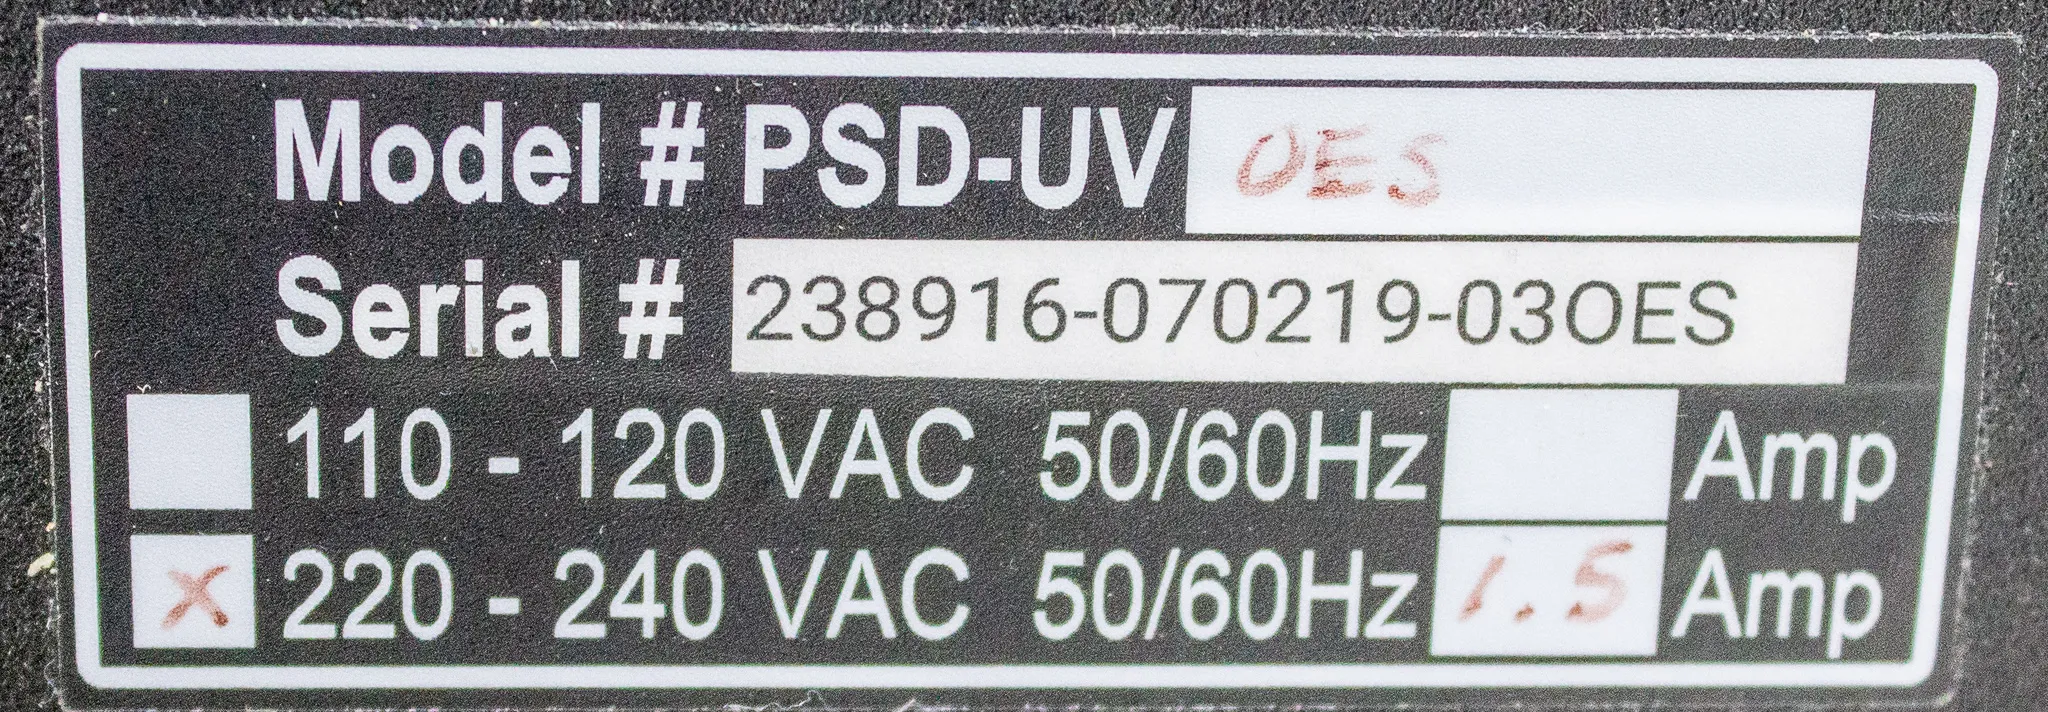 Model # PSD-UV OES
Serial # 238916-070219-03OES
110 - 120 VAC 50/60Hz Amp
X 220 - 240 VAC 50/60Hz 1.5 Amp